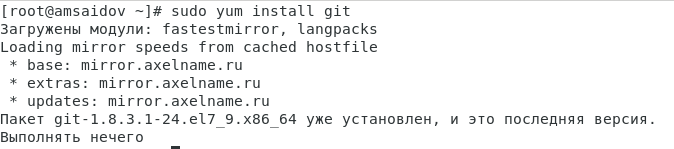 [root@amsaidov ~]# sudo yum install git
Загружены модули: fastestmirror, langpacks
Loading mirror speeds from cached hostfile
 * base: mirror.axelname.ru
 * extras: mirror.axelname.ru
 * updates: mirror.axelname.ru
Пакет git-1.8.3.1-24.el7_9.x86_64 уже установлен, и это последняя версия.
Выполнять нечего